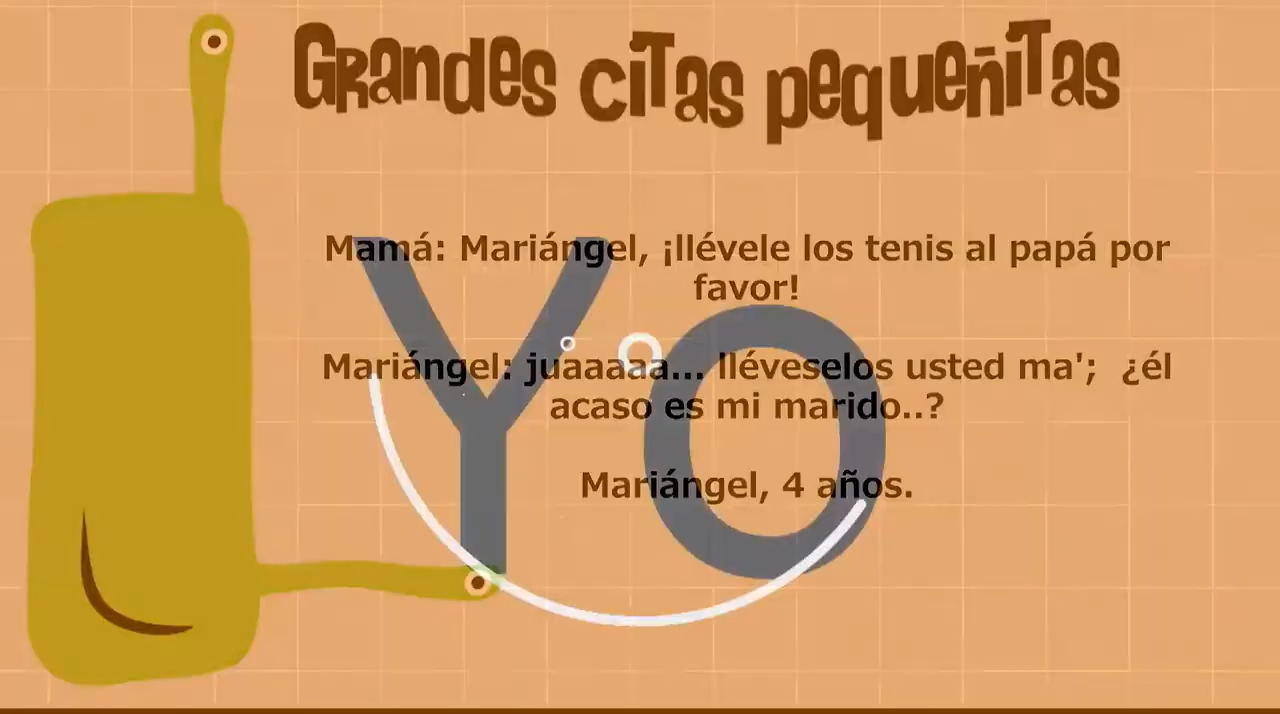 Grandes citas pequeñitas
Mamá: Mariángel, ¡llévele los tenis al papá por
favor!
Mariángel: juaaaaa... lléveselos usted ma';  ¿él
acaso es mi marido..?
Mariángel, 4 años.
Yo